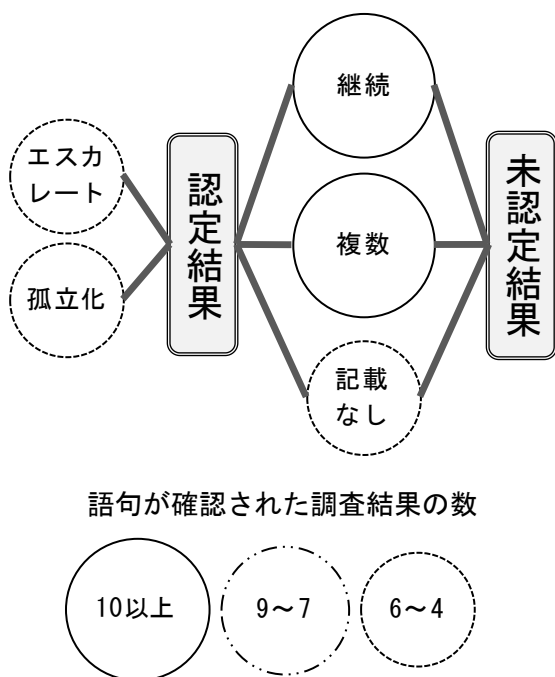 継続
エスカ
レート
認定結果
未認定結果
複数
孤立化
記載
なし
語句が確認された調査結果の数
10以上
9～7
6～4